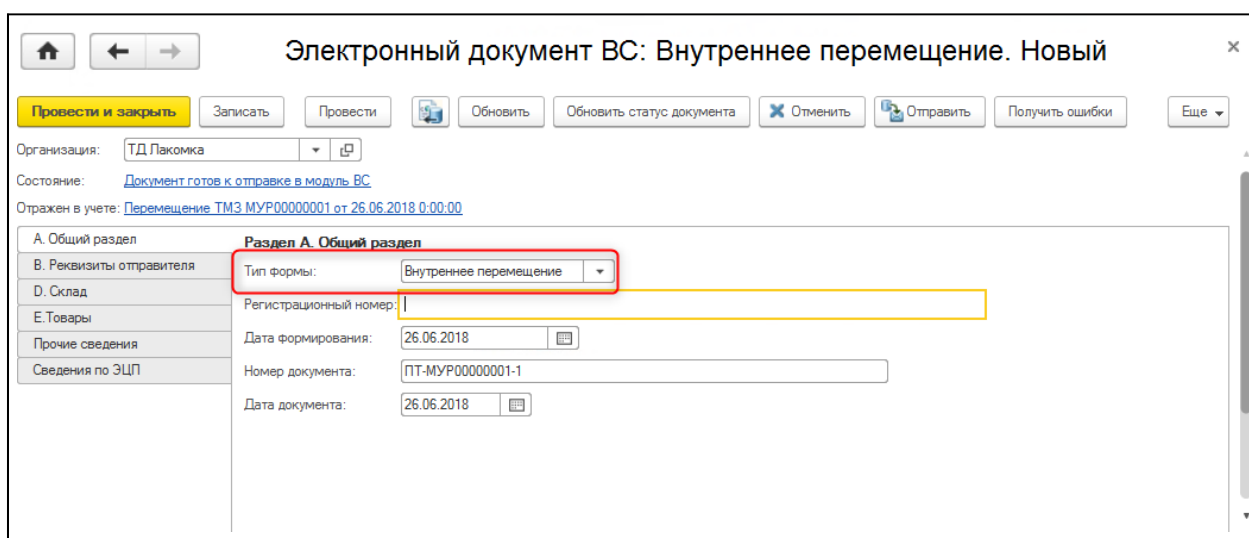 Электронный документ ВС: Внутреннее перемещение. Новый
Провести и закрыть Записать Провести Обновить Обновить статус документа Отменить Отправить Получить ошибки Еще
Организация: ТД Лакомка
Состояние: Документ готов к отправке в модуль ВС
Отражен в учете: Перемещение ТМЗ МУР00000001 от 26.06.2018 0:00:00
А. Общий раздел Раздел А. Общий раздел
В. Реквизиты отправителя Тип формы: Внутреннее перемещение
D. Склад
Регистрационный номер:
Е.Товары
Прочие сведения Дата формирования: 26.06.2018
Сведения по ЭЦП Номер документа: ПТ-МУР00000001-1
Дата документа: 26.06.2018